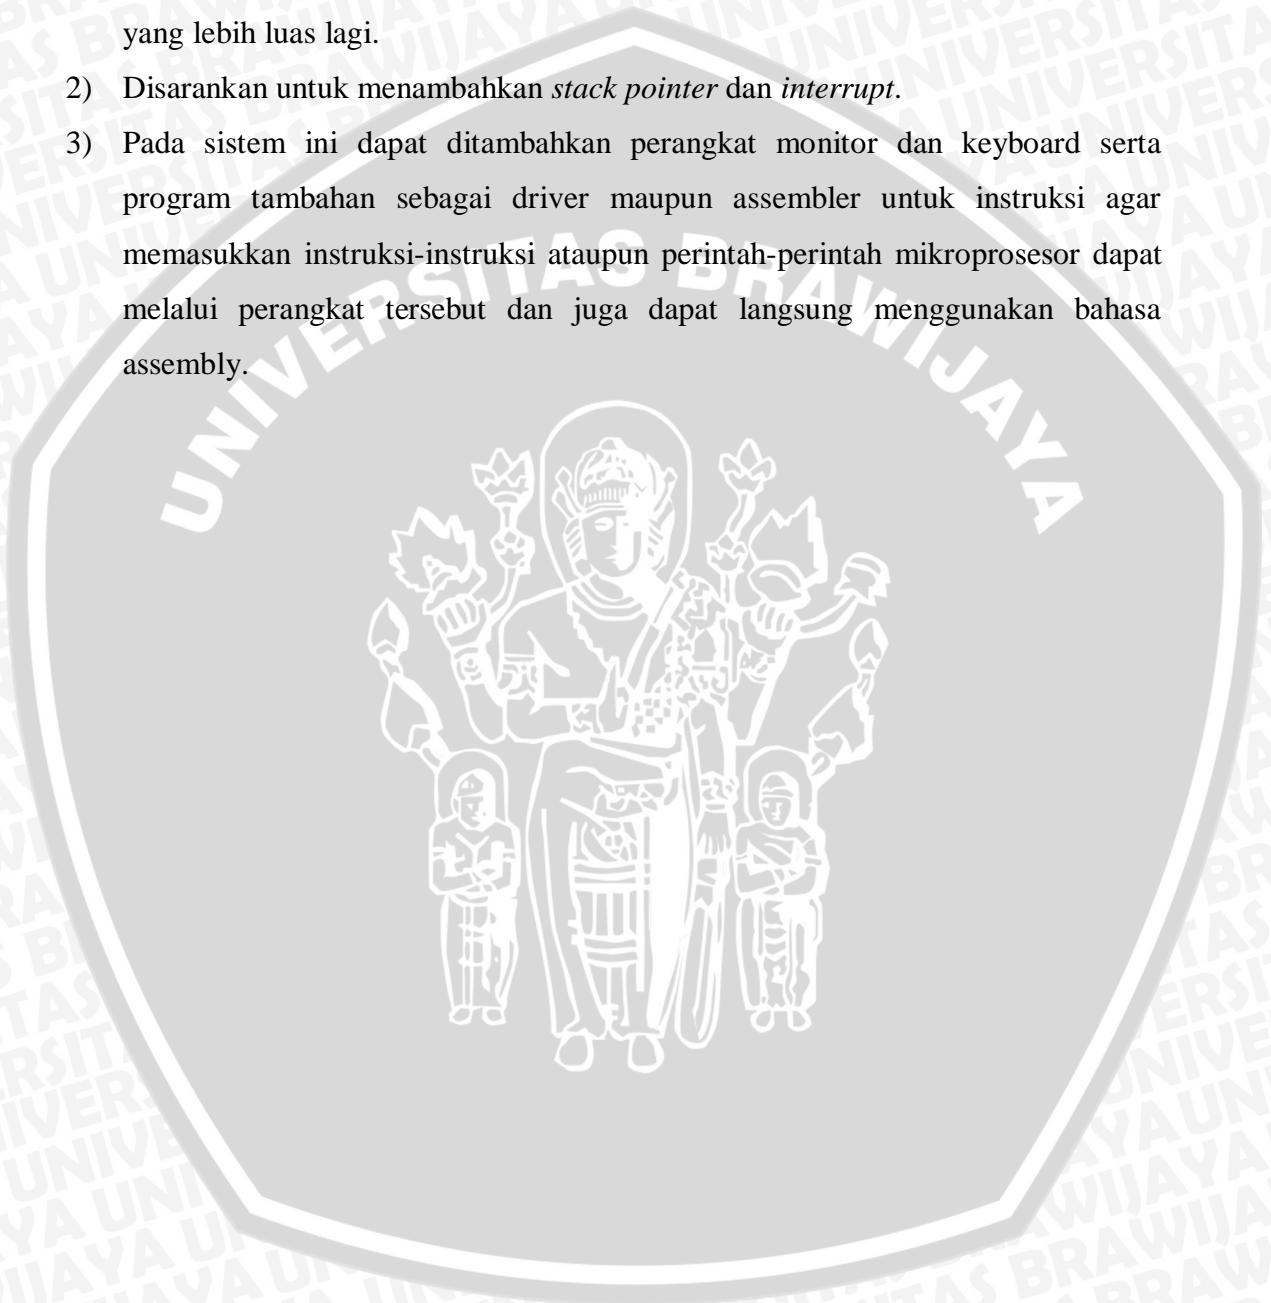 yang lebih luas lagi.
2) Disarankan untuk menambahkan stack pointer dan interrupt.
3) Pada sistem ini dapat ditambahkan perangkat monitor dan keyboard serta
program tambahan sebagai driver maupun assembler untuk instruksi agar
memasukkan instruksi-instruksi ataupun perintah-perintah mikroprosesor dapat
melalui perangkat tersebut dan juga dapat langsung menggunakan bahasa
assembly.
UNIVERSITAS BRAWIJAYA